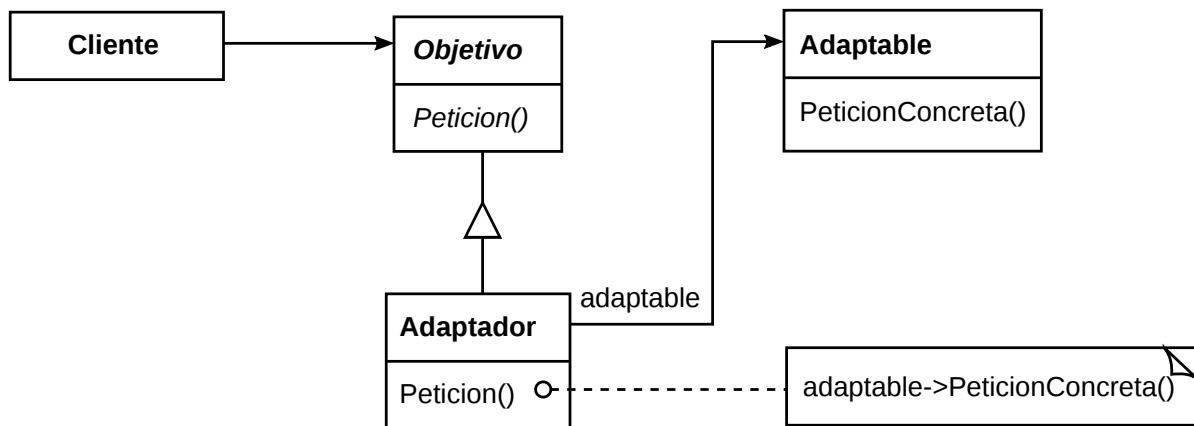 Cliente
Objetivo
Peticion()
Adaptable
PeticionConcreta()
adaptable
Adaptador
Peticion()
adaptable->PeticionConcreta()